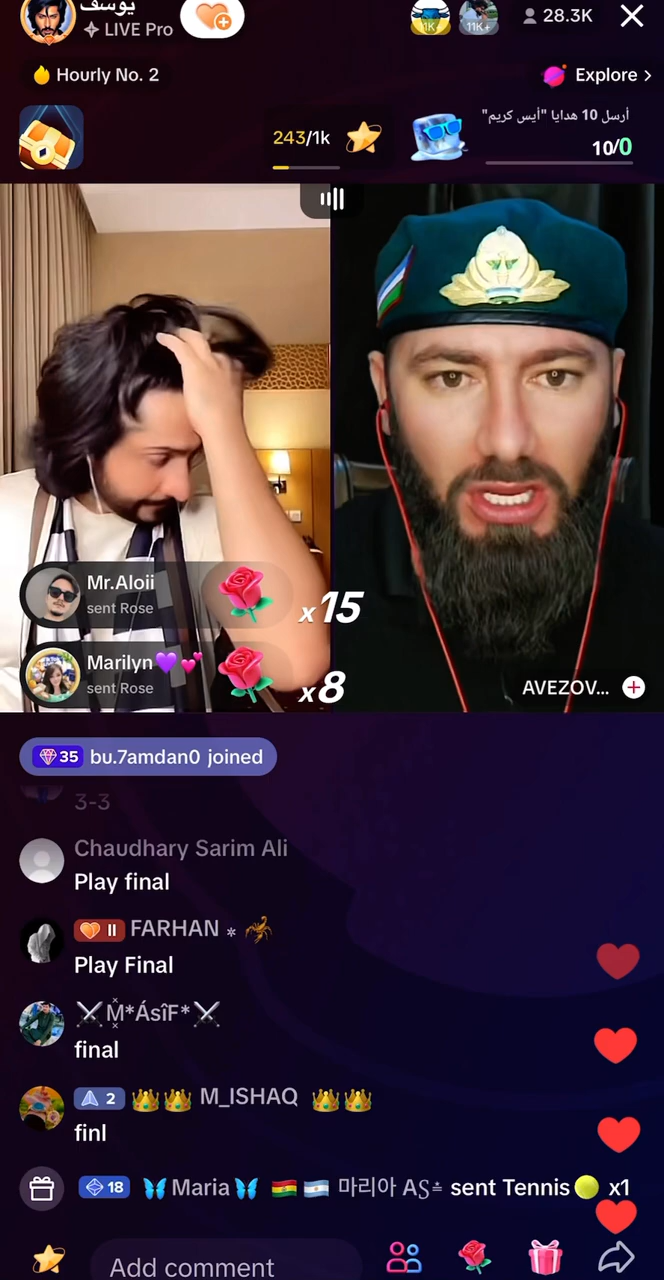 يوسف
LIVE Pro
1K+
11K+
28.3K
Hourly No. 2
Explore >
243/1k
أرسل 10 هدايا "أيس كريم"
10/0
Mr.Aloii
sent Rose
x15
Marilyn💜💕
sent Rose
x8
AVEZOV...
35 bu.7amdan0 joined
3-3
Chaudhary Sarim Ali
Play final
II FARHAN ⁎ 🦂
Play Final
⚔M*ÁsîF*⚔
final
2 👑👑 M_ISHAQ 👑👑
finl
18 🦋Maria🦋 🇧🇴🇦🇷 마리아 AS sent Tennis🎾 x1
Add comment